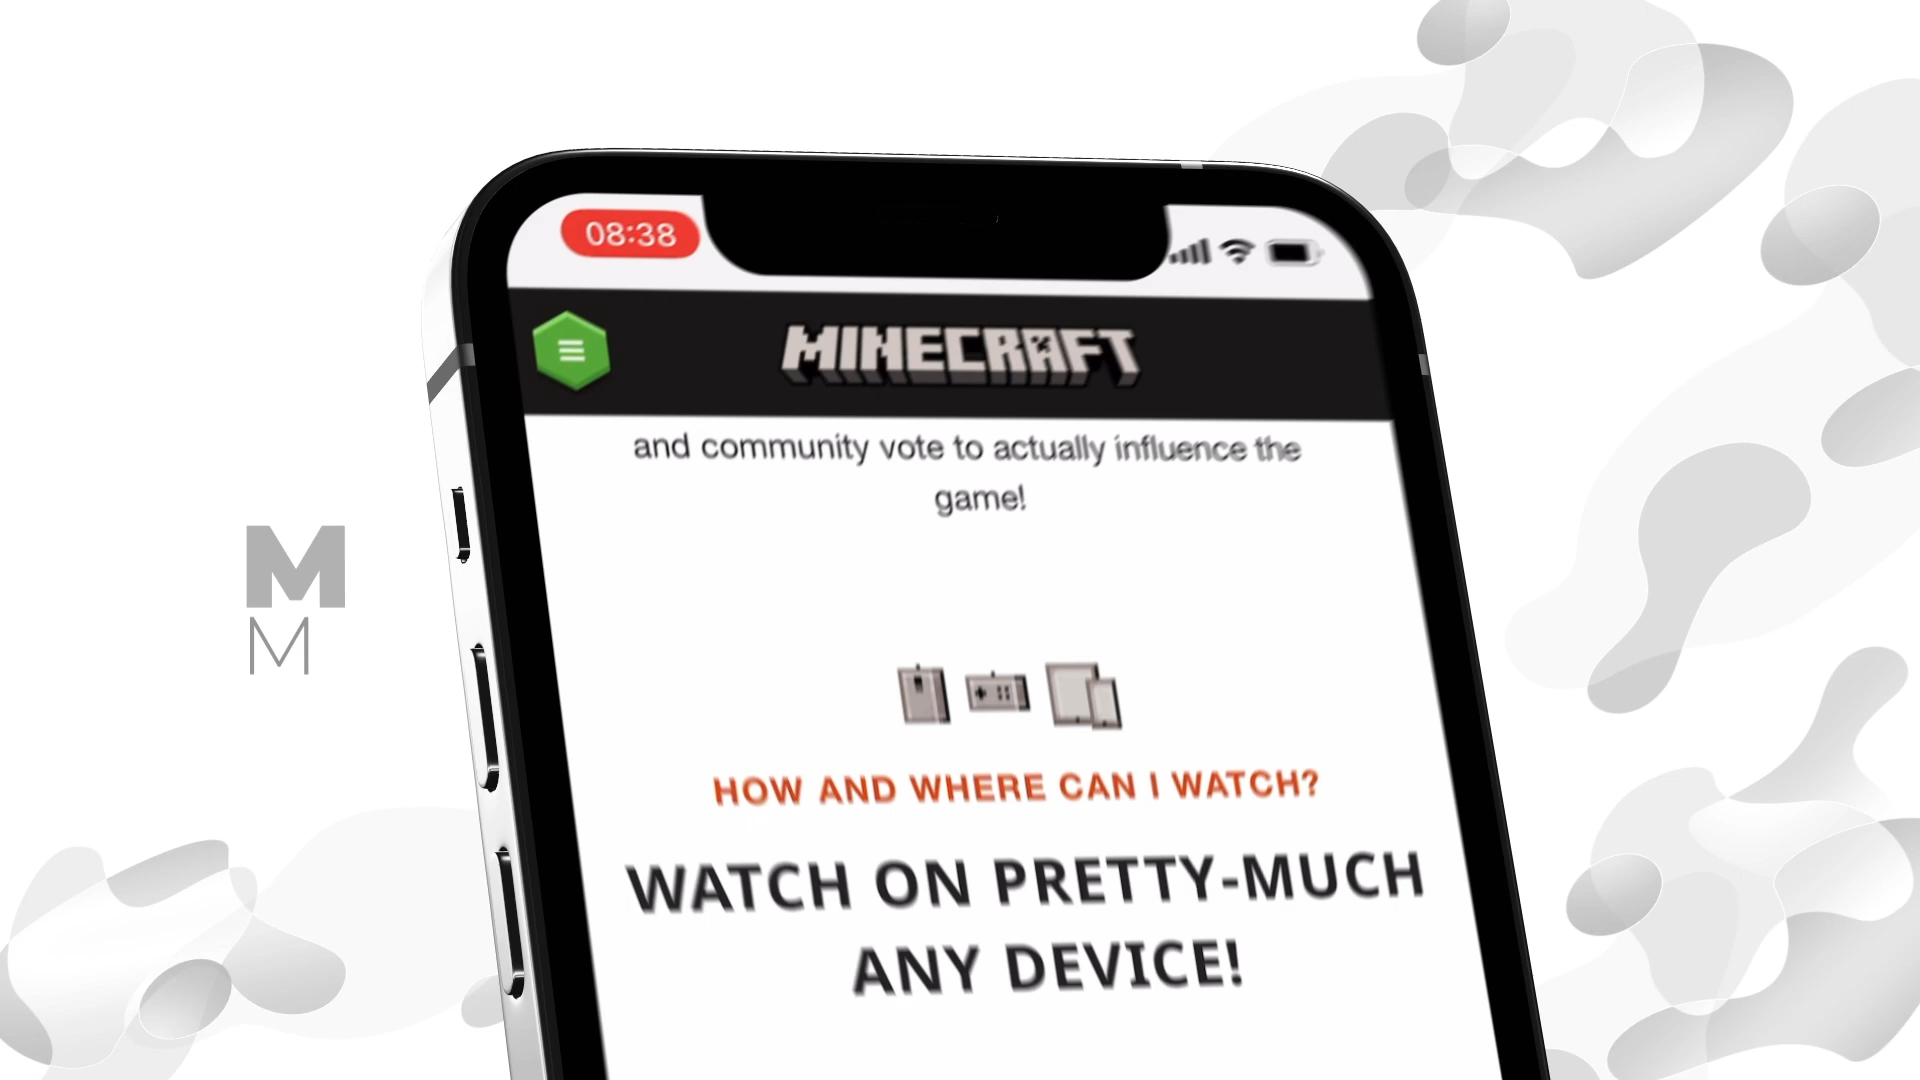 08:38
MINECRAFT
and community vote to actually influence the
game!
M
M
HOW AND WHERE CAN I WATCH?
WATCH ON PRETTY-MUCH
ANY DEVICE!